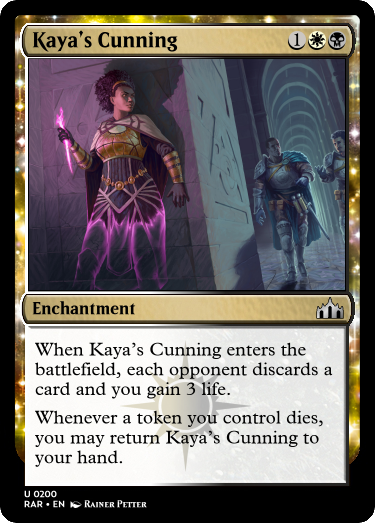 Kaya's Cunning 1
Enchantment
When Kaya's Cunning enters the
battlefield, each opponent discards a
card and you gain 3 life.
Whenever a token you control dies,
you may return Kaya's Cunning to
your hand.
U 0200
RAR • EN Rainer Petter